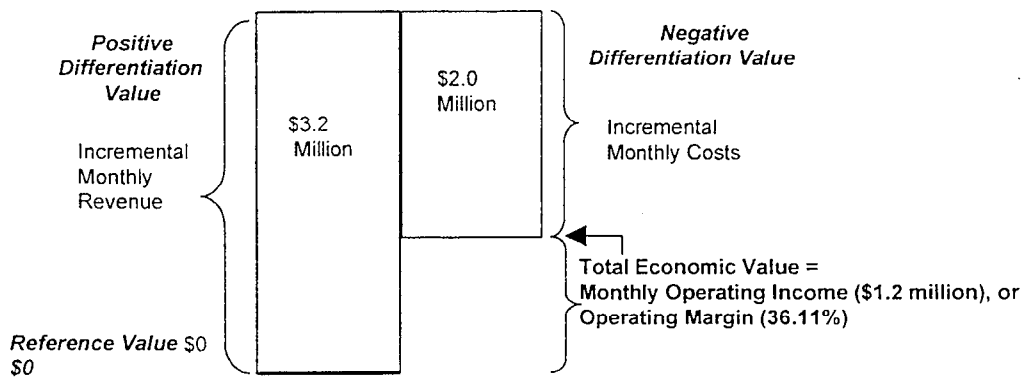 Positive
Differentiation
Value
Incremental
Monthly
Revenue
$3.2
Million
$2.0
Million
Negative
Differentiation Value
Incremental
Monthly Costs
Total Economic Value =
Monthly Operating Income ($1.2 million), or
Operating Margin (36.11%)
Reference Value $0
$0